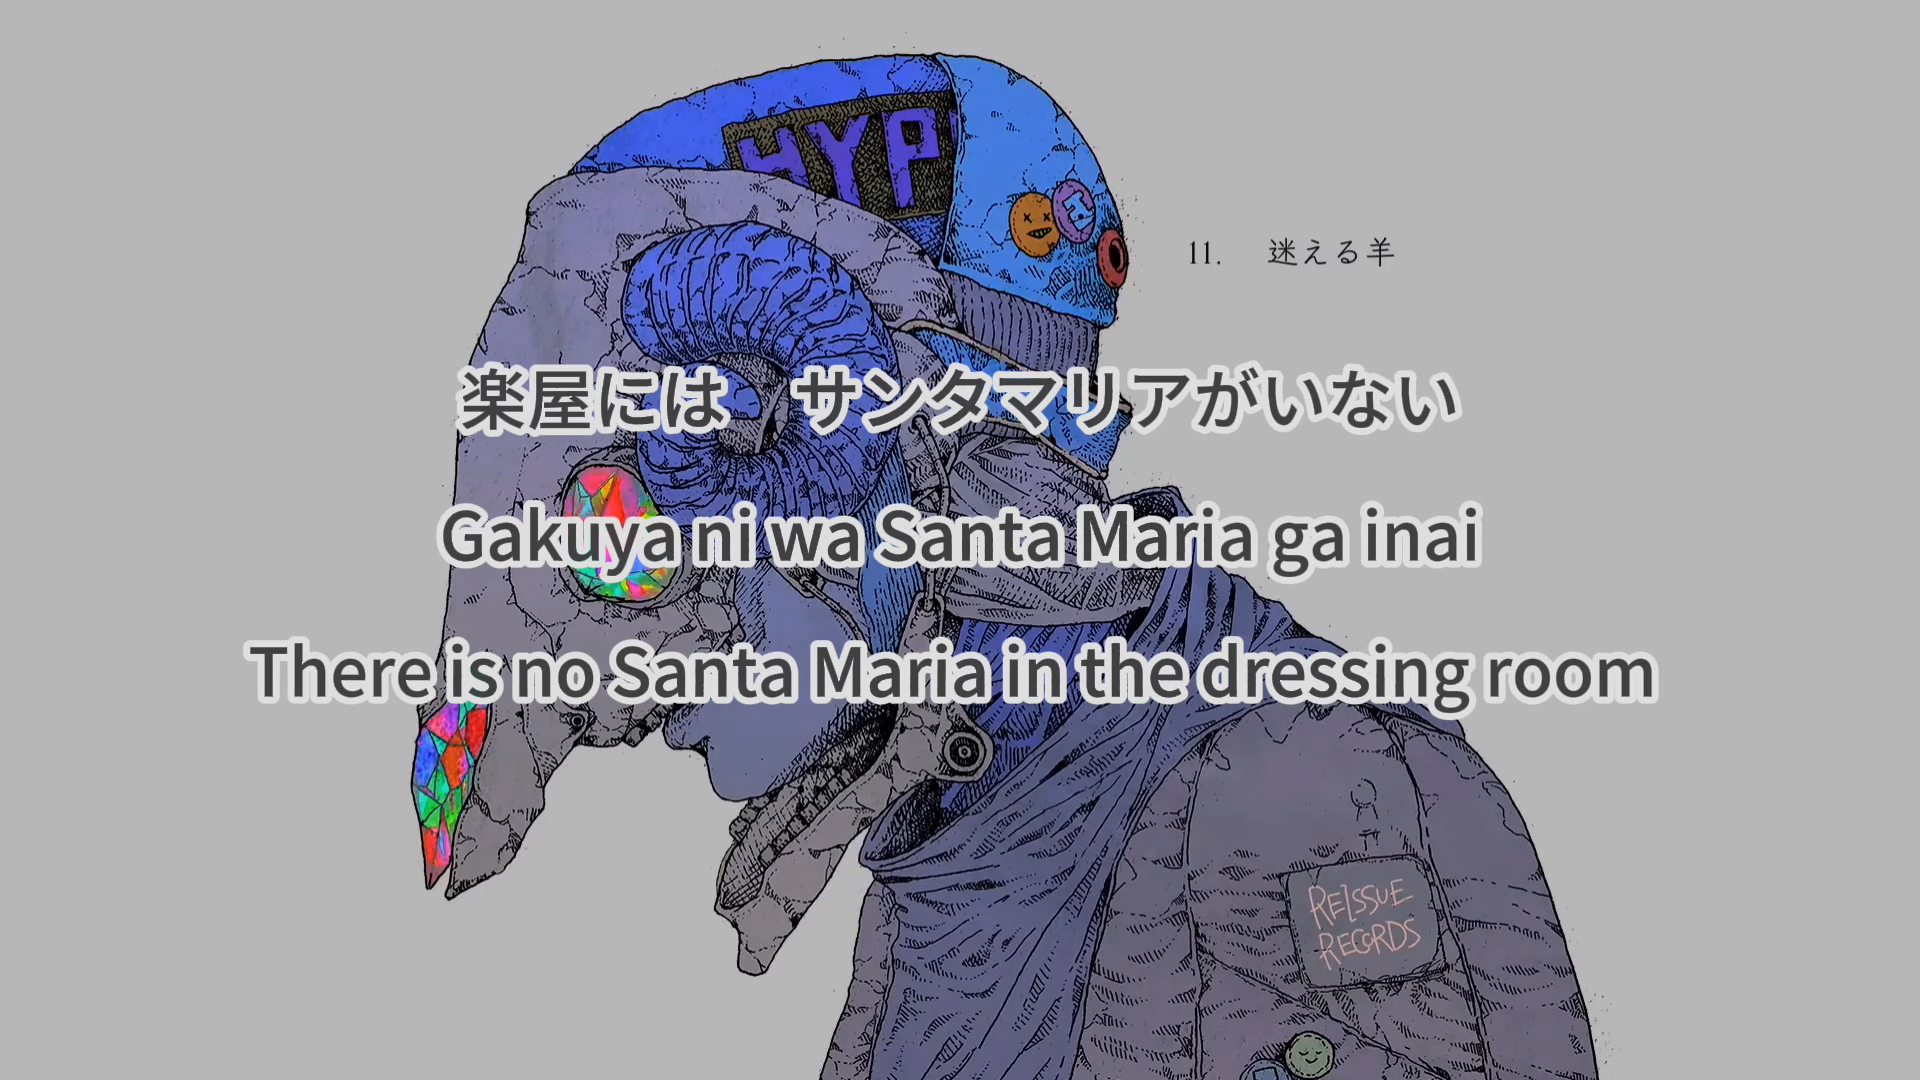 HYP
11. 迷える羊
楽屋には　サンタマリアがいない
Gakuya ni wa Santa Maria ga inai
There is no Santa Maria in the dressing room
REISSUE
RECORDS